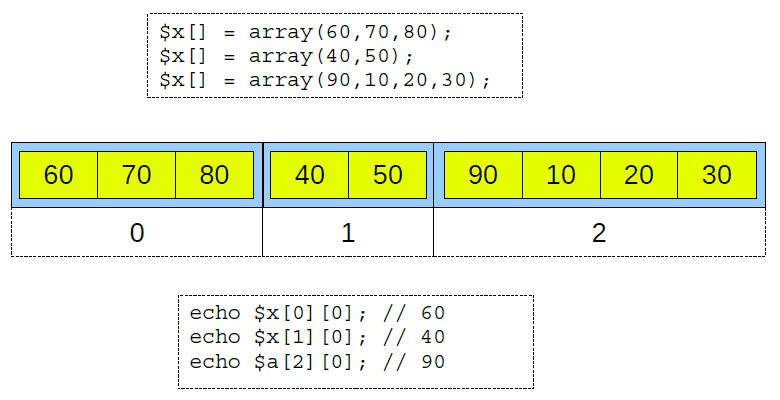 $x[] = array(60,70,80);
$x[] = array(40,50);
$x[] = array(90,10,20,30);
60 70 80 40 50 90 10 20 30
0 1 2
echo $x[0][0]; // 60
echo $x[1][0]; // 40
echo $a[2][0]; // 90